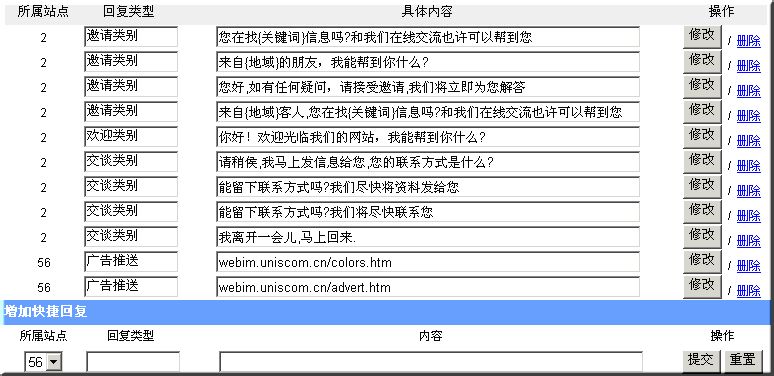 所属站点 回复类型 具体内容 操作
2 邀请类别 您在找{关键词}信息吗?和我们在线交流也许可以帮到您 修改 / 删除
2 邀请类别 来自{地域}的朋友，我能帮到你什么? 修改 / 删除
2 邀请类别 您好,如有任何疑问，请接受邀请,我们将立即为您解答 修改 / 删除
2 邀请类别 来自{地域}客人,您在找{关键词}信息吗?和我们在线交流也许可以帮到您 修改 / 删除
2 欢迎类别 你好！欢迎光临我们的网站，我能帮到你什么? 修改 / 删除
2 交谈类别 请稍侯,我马上发信息给您,您的联系方式是什么? 修改 / 删除
2 交谈类别 能留下联系方式吗?我们尽快将资料发给您 修改 / 删除
2 交谈类别 能留下联系方式吗?我们将尽快联系您 修改 / 删除
2 交谈类别 我离开一会儿,马上回来. 修改 / 删除
56 广告推送 webim.uniscom.cn/colors.htm 修改 / 删除
56 广告推送 webim.uniscom.cn/advert.htm 修改 / 删除
增加快捷回复
所属站点 回复类型 内容 操作
56 提交 重置